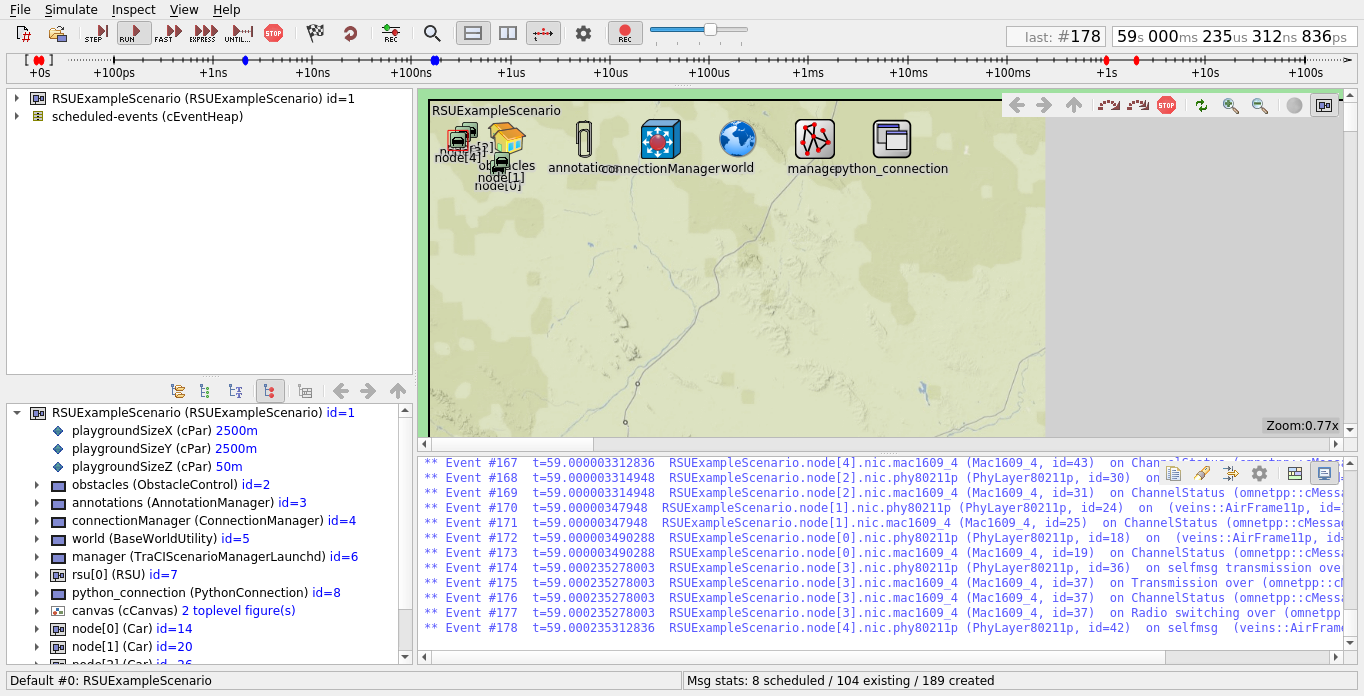 File Simulate Inspect View Help
STEP RUN FAST EXPRESS UNTIL... STOP REC REC last: #178 59s 000ms 235us 312ns 836ps
+0s +100ps +1ns +10ns +100ns +1us +10us +100us +1ms +10ms +100ms +1s +10s +100s
RSUExampleScenario (RSUExampleScenario) id=1
scheduled-events (cEventHeap)
RSUExampleScenario
STOP
node[4] obstacles annotatio connectionManager world manage python_connection
node[1]
node[0]
Zoom:0.77x
RSUExampleScenario (RSUExampleScenario) id=1
playgroundSizeX (cPar) 2500m
playgroundSizeY (cPar) 2500m
playgroundSizeZ (cPar) 50m
obstacles (ObstacleControl) id=2
annotations (AnnotationManager) id=3
connectionManager (ConnectionManager) id=4
world (BaseWorldUtility) id=5
manager (TraCIScenarioManagerLaunchd) id=6
rsu[0] (RSU) id=7
python_connection (PythonConnection) id=8
canvas (cCanvas) 2 toplevel figure(s)
node[0] (Car) id=14
node[1] (Car) id=20
node[2] (Car) id=26
** Event #167 t=59.000003312836 RSUExampleScenario.node[4].nic.mac1609_4 (Mac1609_4, id=43) on Chan
** Event #168 t=59.000003314948 RSUExampleScenario.node[2].nic.phy80211p (PhyLayer80211p, id=30) on
** Event #169 t=59.000003314948 RSUExampleScenario.node[2].nic.mac1609_4 (Mac1609_4, id=31) on ChannelStatus (omnetpp::cMessa
** Event #170 t=59.00000347948 RSUExampleScenario.node[1].nic.phy80211p (PhyLayer80211p, id=24) on (veins::AirFrame11p, id=
** Event #171 t=59.00000347948 RSUExampleScenario.node[1].nic.mac1609_4 (Mac1609_4, id=25) on ChannelStatus (omnetpp::cMessag
** Event #172 t=59.000003490288 RSUExampleScenario.node[0].nic.phy80211p (PhyLayer80211p, id=18) on (veins::AirFrame11p, id=
** Event #173 t=59.000003490288 RSUExampleScenario.node[0].nic.mac1609_4 (Mac1609_4, id=19) on ChannelStatus (omnetpp::cMessa
** Event #174 t=59.000235278003 RSUExampleScenario.node[3].nic.phy80211p (PhyLayer80211p, id=36) on selfmsg transmission over
** Event #175 t=59.000235278003 RSUExampleScenario.node[3].nic.mac1609_4 (Mac1609_4, id=37) on Transmission over (omnetpp::cM
** Event #176 t=59.000235278003 RSUExampleScenario.node[3].nic.mac1609_4 (Mac1609_4, id=37) on ChannelStatus (omnetpp::cMessa
** Event #177 t=59.000235278003 RSUExampleScenario.node[3].nic.mac1609_4 (Mac1609_4, id=37) on Radio switching over (omnetpp
** Event #178 t=59.000235312836 RSUExampleScenario.node[4].nic.phy80211p (PhyLayer80211p, id=42) on selfmsg (veins::AirFrame
Default #0: RSUExampleScenario Msg stats: 8 scheduled / 104 existing / 189 created